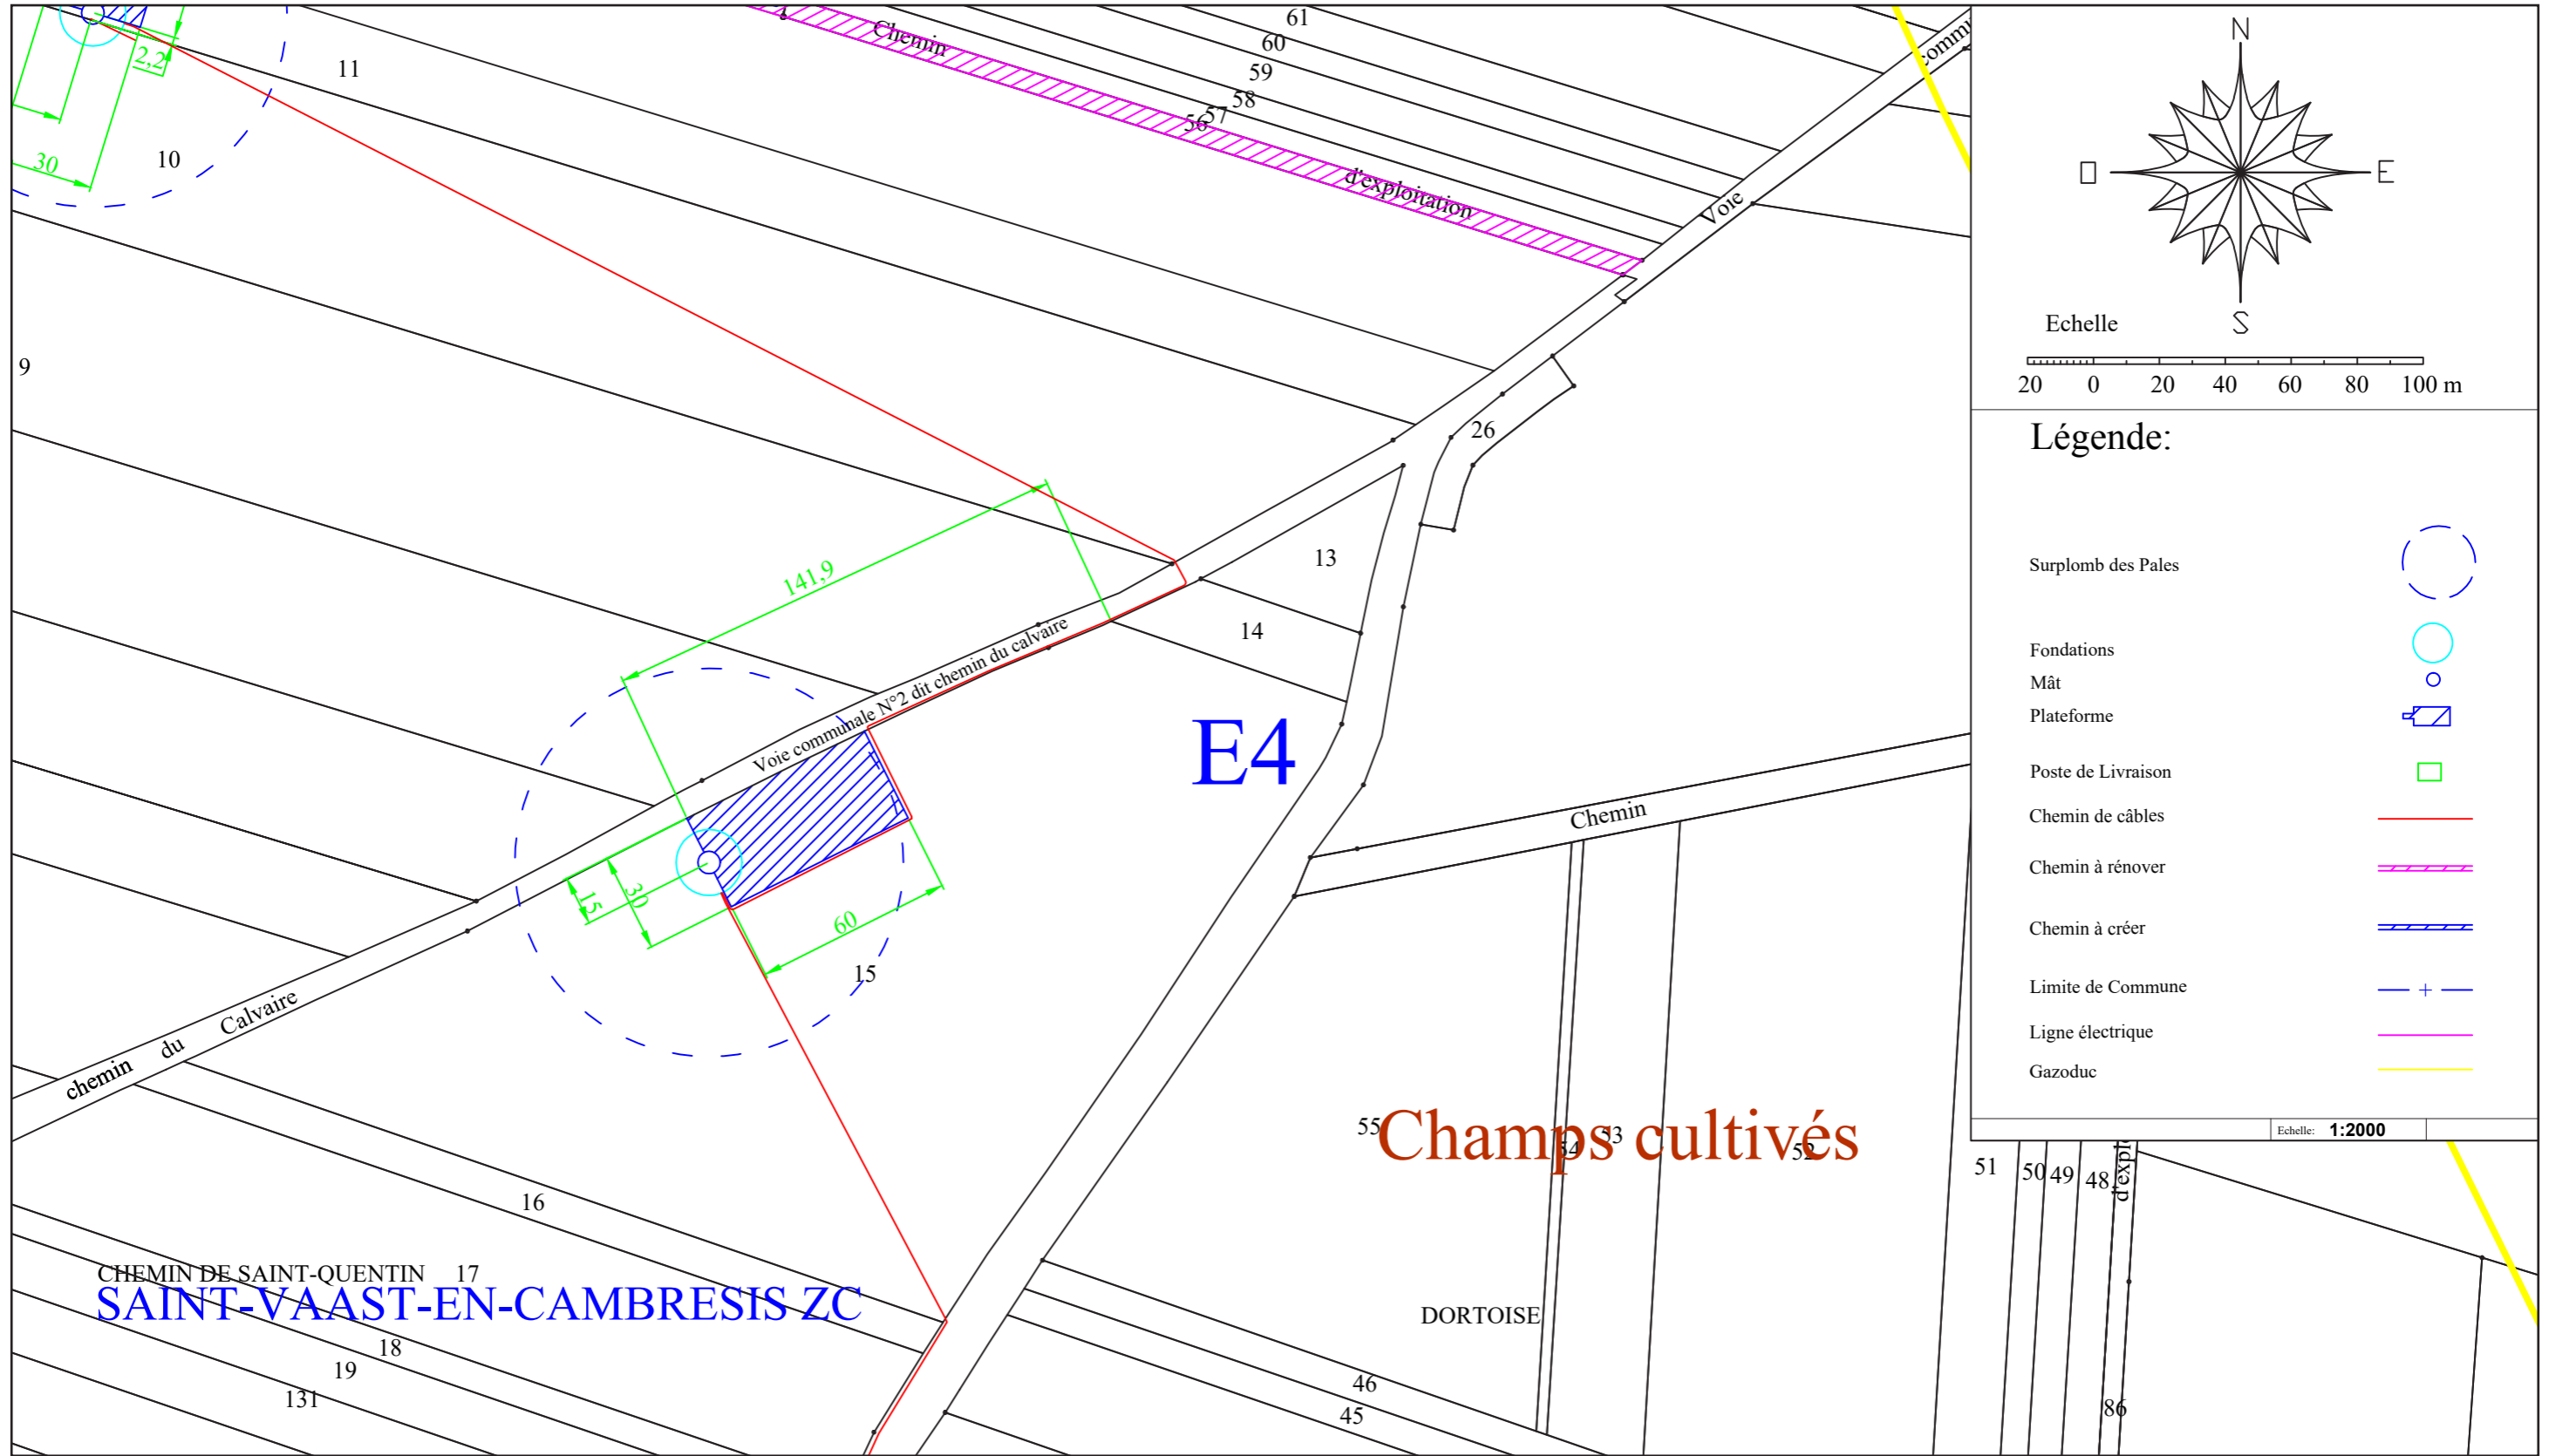 61
Chemin
60
59
58
57
56
d'exploitation
Voie
commu
11
2,2
10
30
9
26
13
14
141,9
Voie communale N°2 dit chemin du calvaire
E4
15
30
60
15
Chemin
chemin du Calvaire
16
CHEMIN DE SAINT-QUENTIN 17
SAINT-VAAST-EN-CAMBRESIS ZC
18
19
131
55
54
53
52
Champs cultivés
DORTOISE
46
45
51
50
49
48
d'explo
86
N
O
E
S
Echelle
20 0 20 40 60 80 100 m
Légende:
Surplomb des Pales
Fondations
Mât
Plateforme
Poste de Livraison
Chemin de câbles
Chemin à rénover
Chemin à créer
Limite de Commune
Ligne électrique
Gazoduc
Echelle: 1:2000